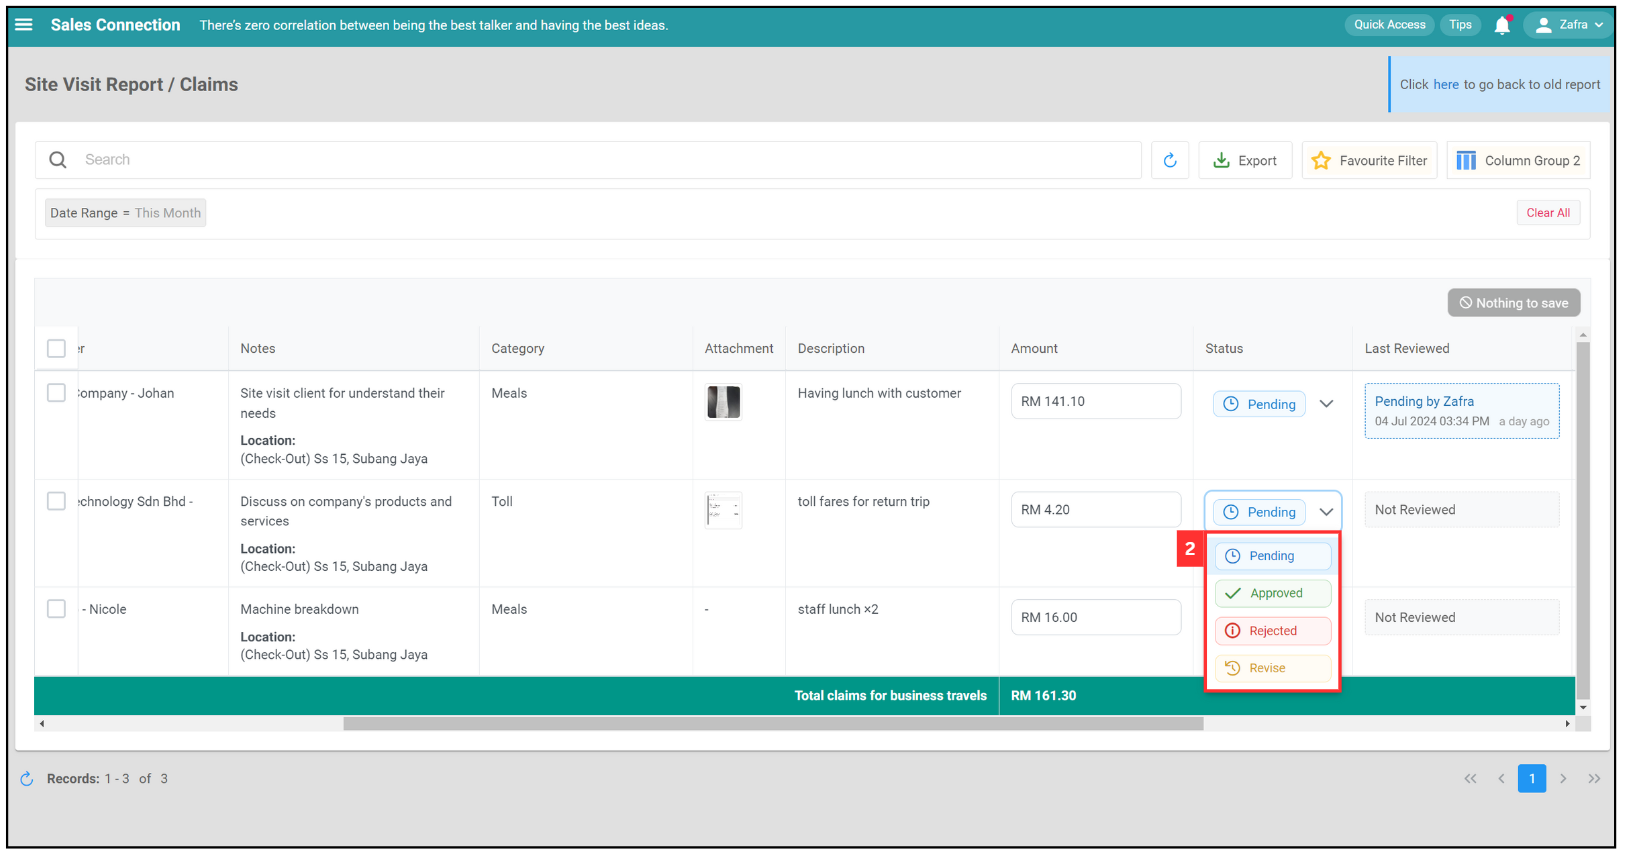 Sales Connection There's zero correlation between being the best talker and having the best ideas. Quick Access Tips Zafra
Site Visit Report / Claims
Click here to go back to old report
Search Export Favourite Filter Column Group 2
Date Range = This Month Clear All
Nothing to save
er Notes Category Attachment Description Amount Status Last Reviewed
Company - Johan Site visit client for understand their Meals Having lunch with customer RM 141.10 Pending Pending by Zafra
needs 04 Jul 2024 03:34 PM a day ago
Location:
(Check-Out) Ss 15, Subang Jaya
echnology Sdn Bhd - Discuss on company's products and Toll toll fares for return trip RM 4.20 Pending Not Reviewed
services
Location:
(Check-Out) Ss 15, Subang Jaya
2
Pending
Approved
Rejected
Revise
- Nicole Machine breakdown Meals - staff lunch ×2 RM 16.00 Not Reviewed
Location:
(Check-Out) Ss 15, Subang Jaya
Total claims for business travels RM 161.30
Records: 1 - 3 of 3 « ‹ 1 › »